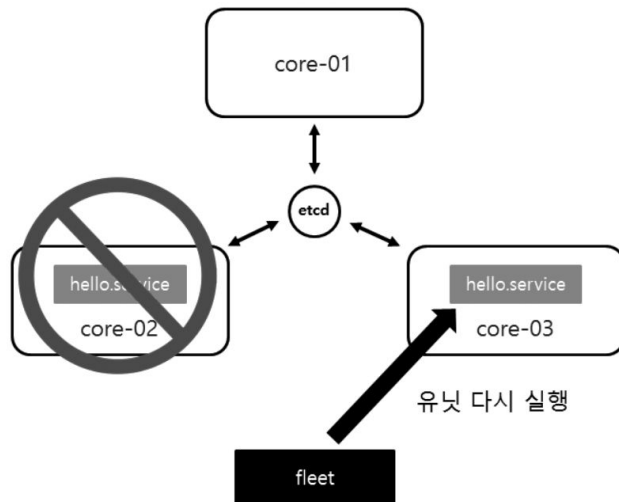 core-01
etcd
hello.service
core-02
hello.service
core-03
유닛 다시 실행
fleet